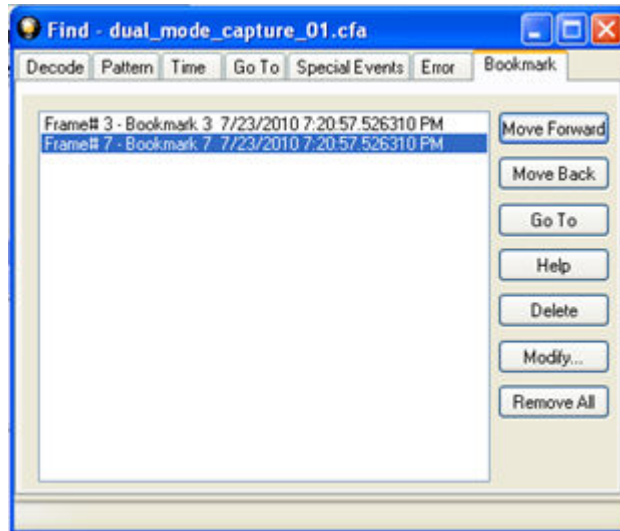 Find - dual_mode_capture_01.cfa
Decode Pattern Time Go To Special Events Error Bookmark
Frame# 3 - Bookmark 3 7/23/2010 7:20:57.526310 PM
Frame# 7 - Bookmark 7 7/23/2010 7:20:57.526310 PM
Move Forward
Move Back
Go To
Help
Delete
Modify...
Remove All